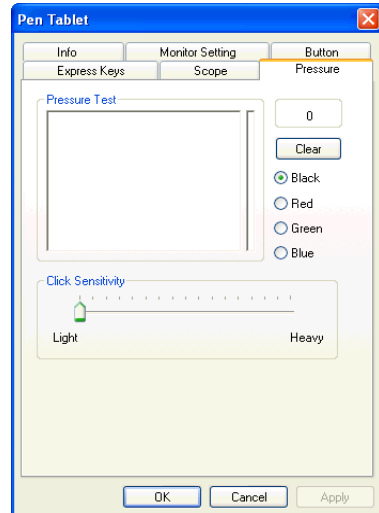 Pen Tablet
Info Monitor Setting Button
Express Keys Scope Pressure
Pressure Test
0
Clear
Black
Red
Green
Blue
Click Sensitivity
Light Heavy
OK Cancel Apply